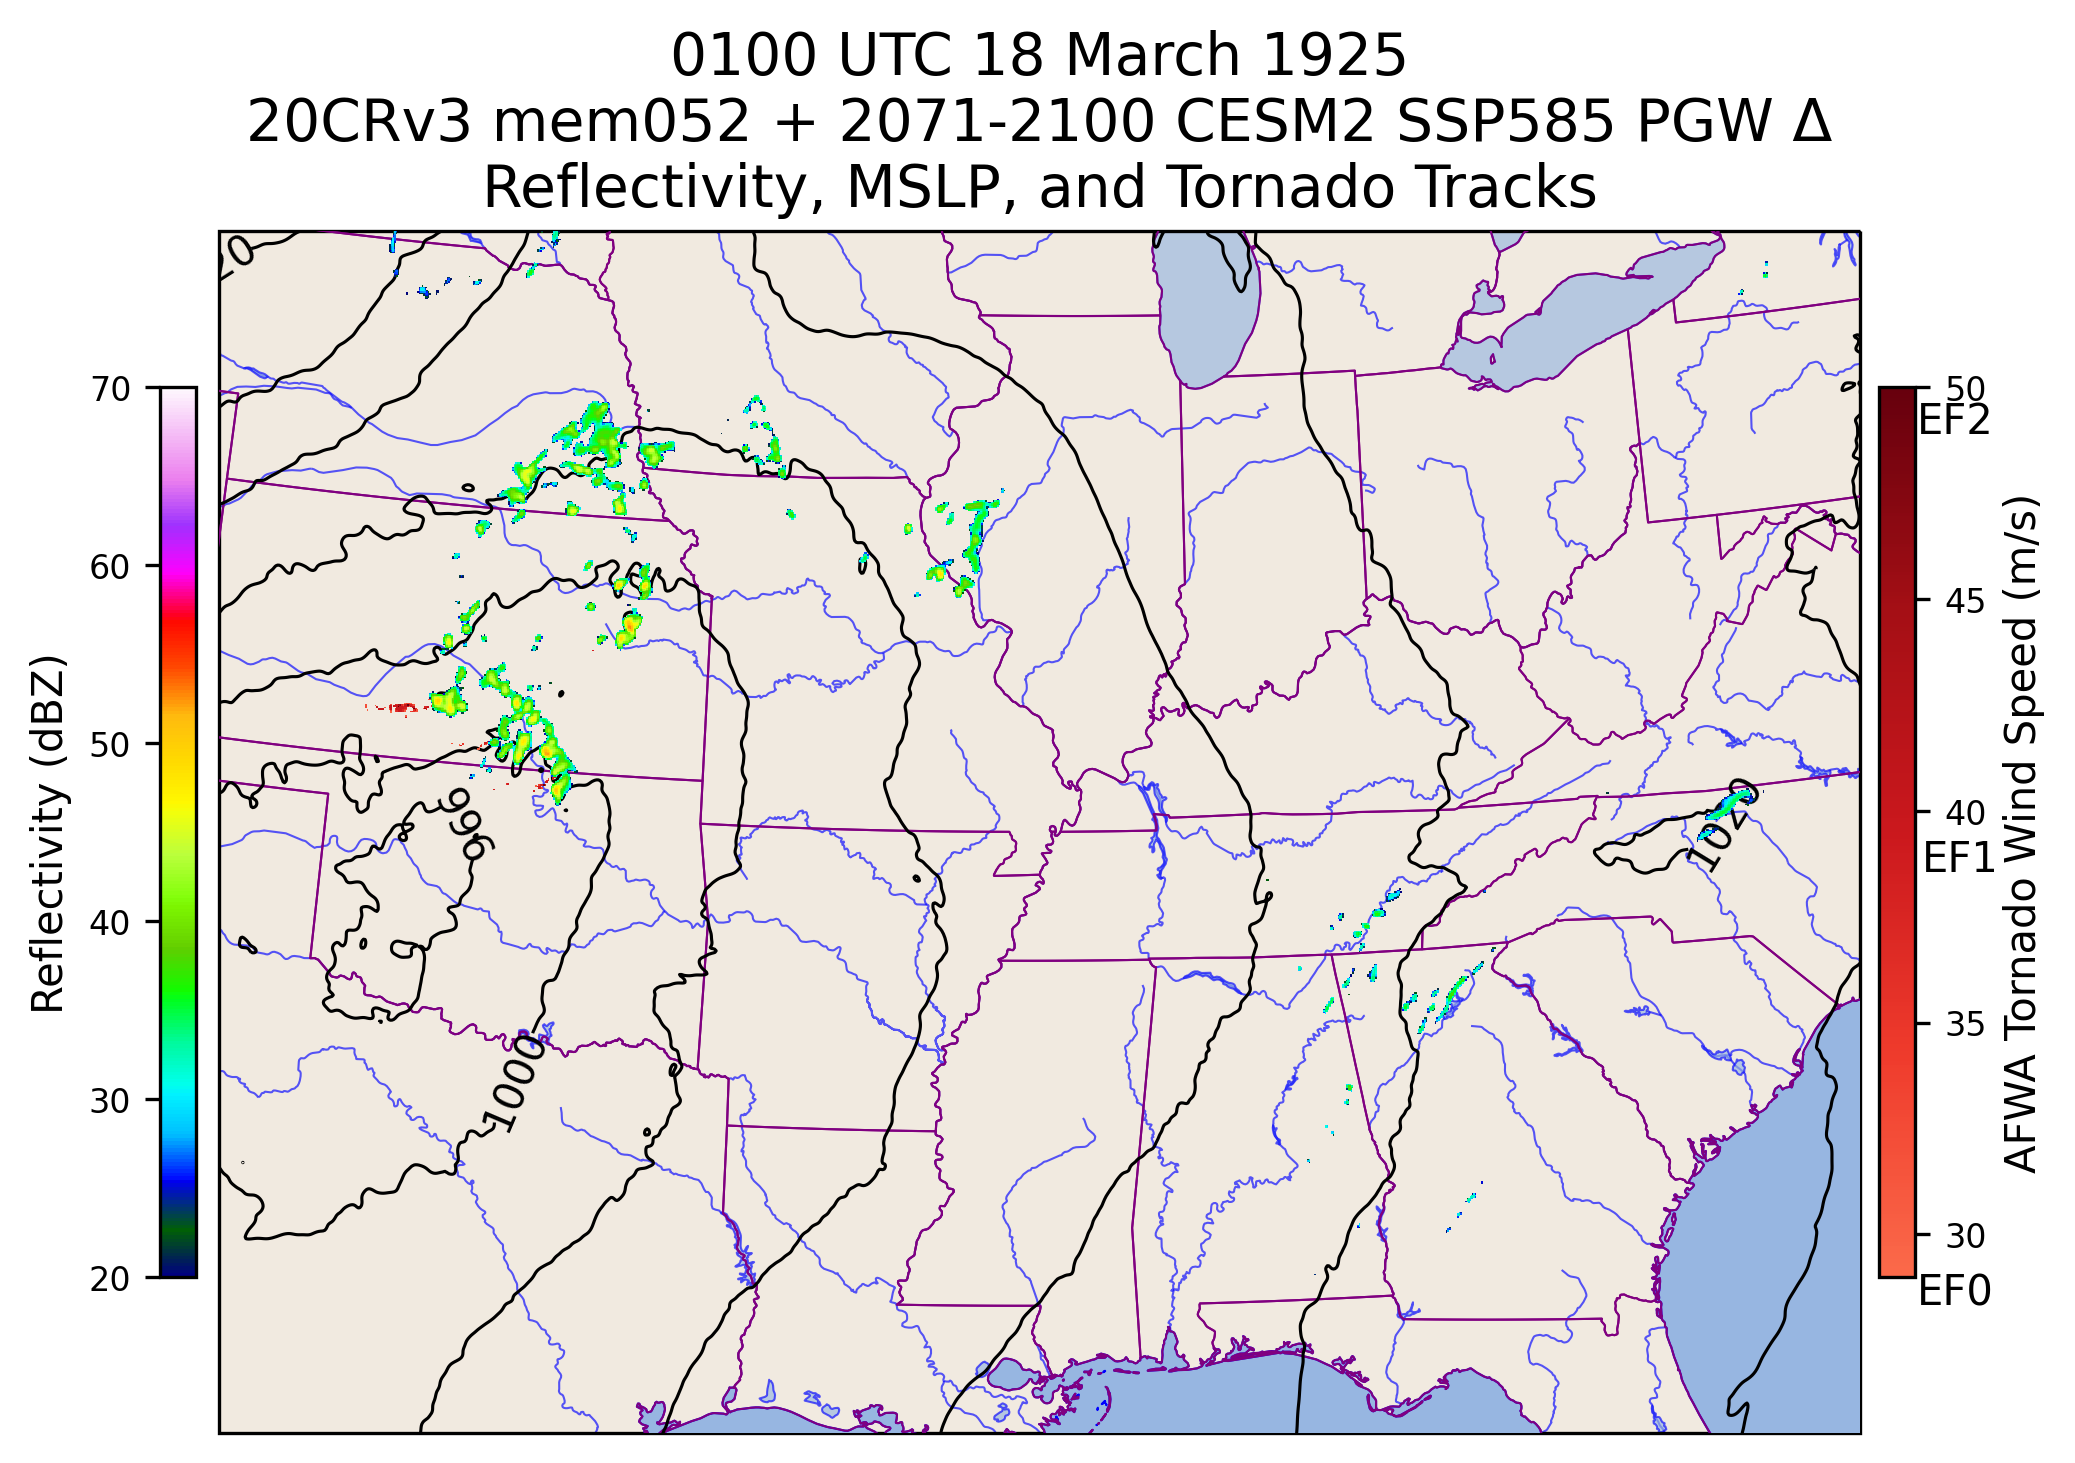 0100 UTC 18 March 1925
20CRv3 mem052 + 2071-2100 CESM2 SSP585 PGW Δ
Reflectivity, MSLP, and Tornado Tracks
20
70
60
50
40
30
20
Reflectivity (dBZ)
996
1000
1020
50
EF2
45
40
EF1
35
30
EF0
AFWA Tornado Wind Speed (m/s)